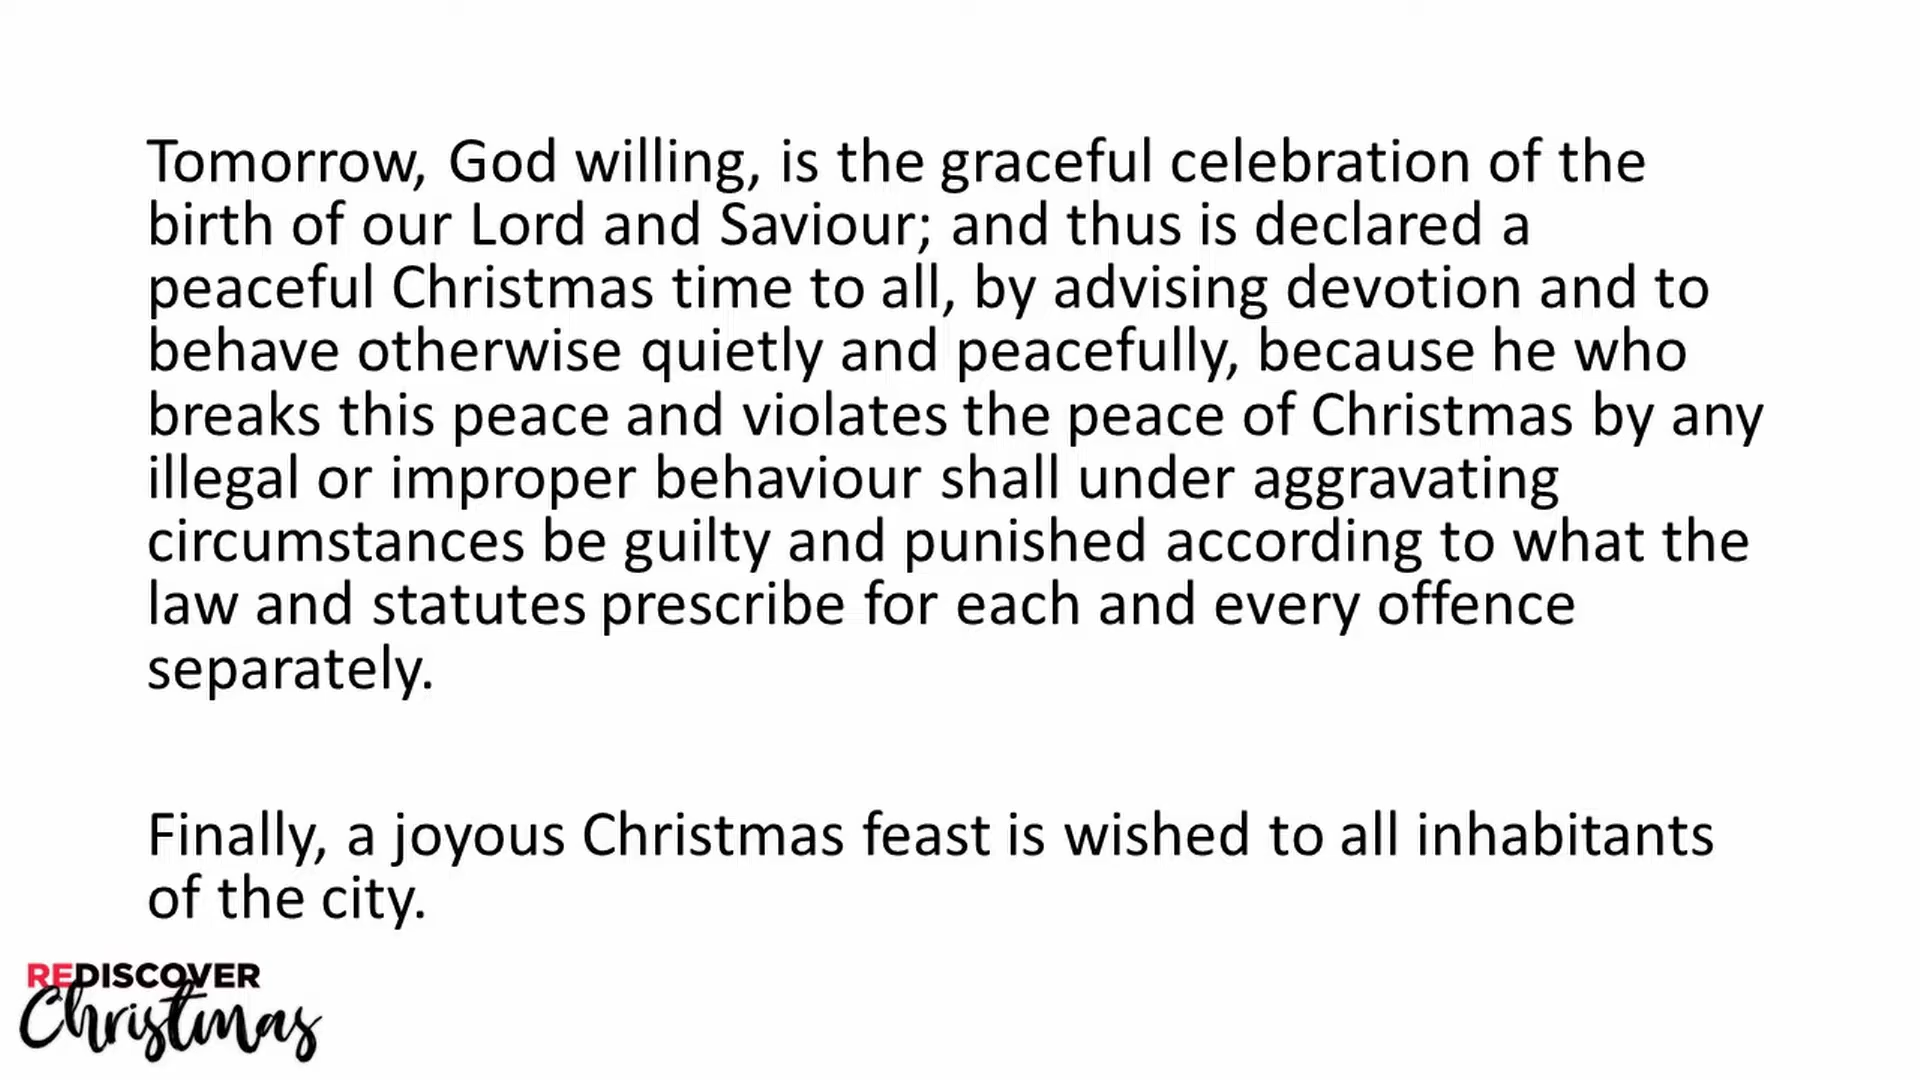 Tomorrow, God willing, is the graceful celebration of the
birth of our Lord and Saviour; and thus is declared a
peaceful Christmas time to all, by advising devotion and to
behave otherwise quietly and peacefully, because he who
breaks this peace and violates the peace of Christmas by any
illegal or improper behaviour shall under aggravating
circumstances be guilty and punished according to what the
law and statutes prescribe for each and every offence
separately.
Finally, a joyous Christmas feast is wished to all inhabitants
of the city.
REDISCOVER
Christmas